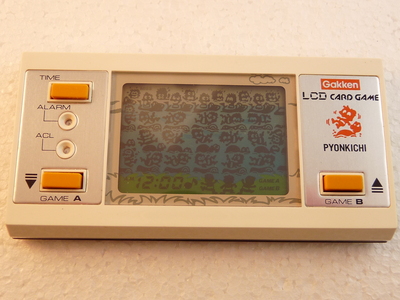 TIME
ALARM
ACL
GAME A
12:00
Gakken
LCD CARD GAME
PYONKICHI
GAME B